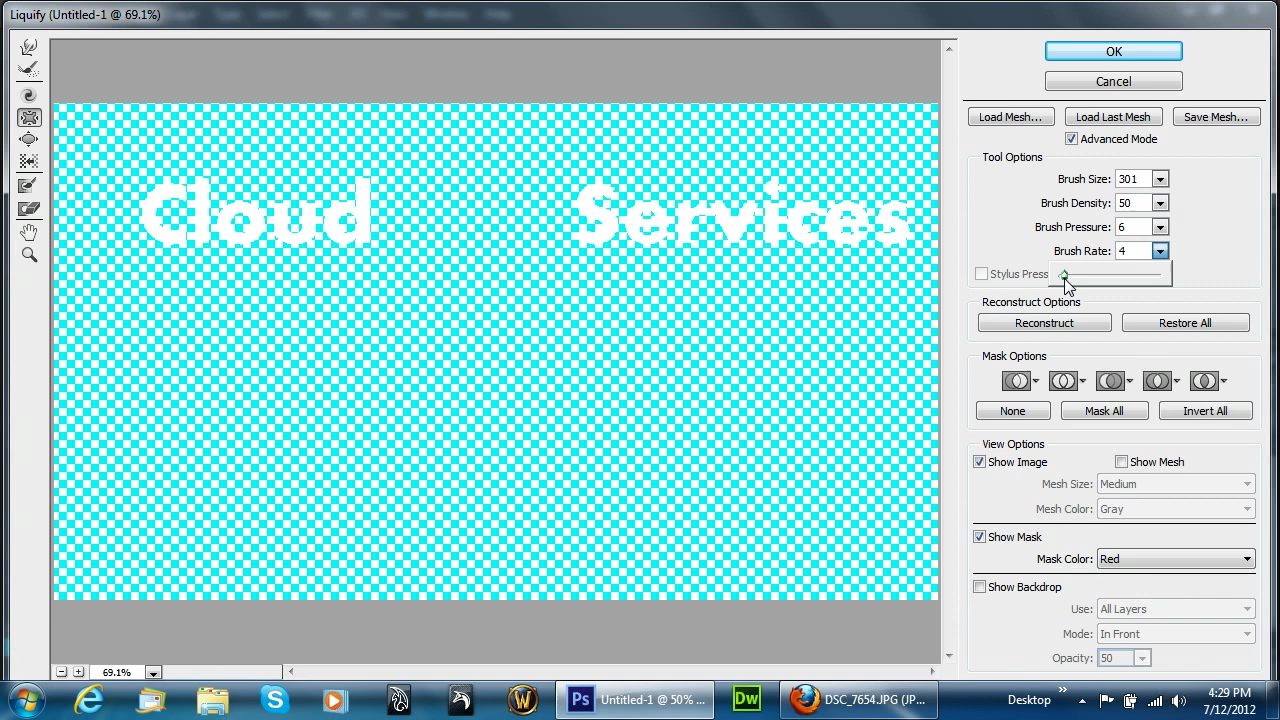 Liquify (Untitled-1 @ 69.1%)
OK
Cancel
Load Mesh... Load Last Mesh Save Mesh...
Advanced Mode
Tool Options
Brush Size: 301
Brush Density: 50
Brush Pressure: 6
Brush Rate: 4
Stylus Press
Reconstruct Options
Reconstruct Restore All
Mask Options
None Mask All Invert All
View Options
Show Image Show Mesh
Mesh Size: Medium
Mesh Color: Gray
Show Mask
Mask Color: Red
Show Backdrop
Use: All Layers
Mode: In Front
Opacity: 50
Cloud Services
69.1%
Ps Untitled-1 @ 50% ... Dw DSC_7654.JPG (JP... Desktop
4:29 PM
7/12/2012